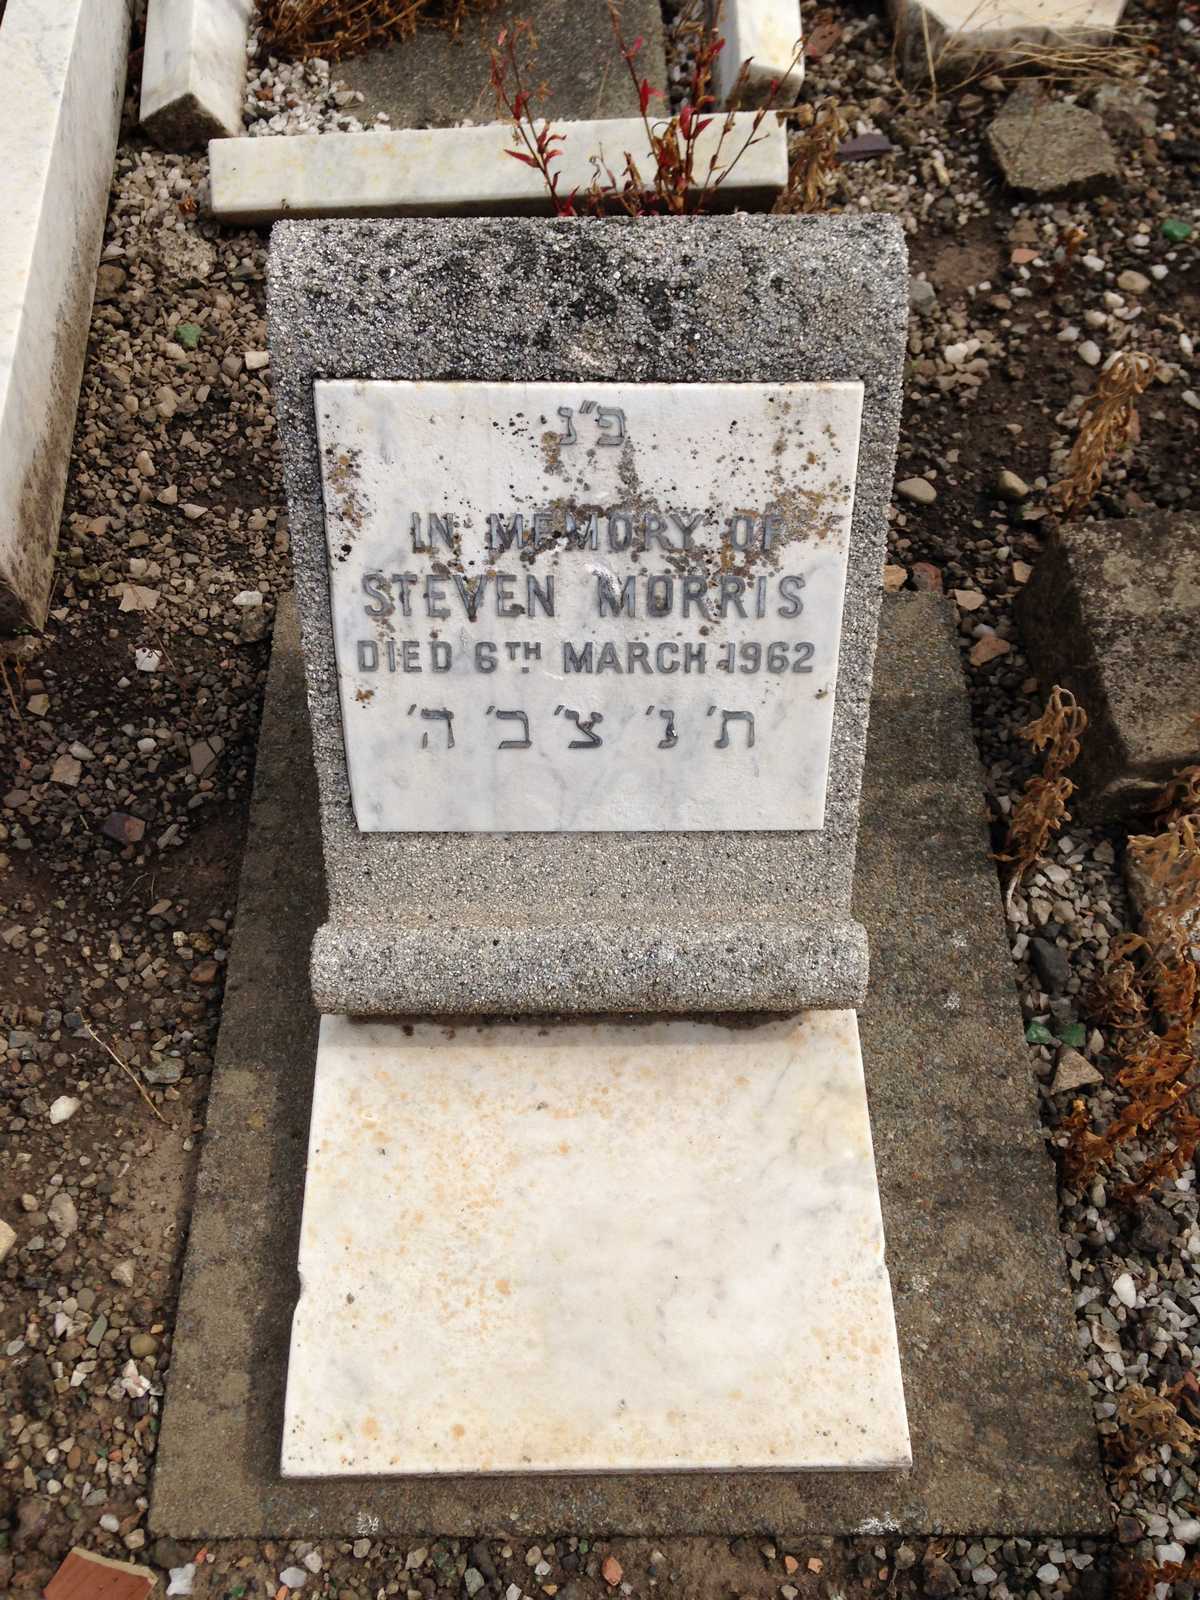 פ"נ
IN MEMORY OF
STEVEN MORRIS
DIED 6TH MARCH 1962
ת' נ' צ' ב' ה'